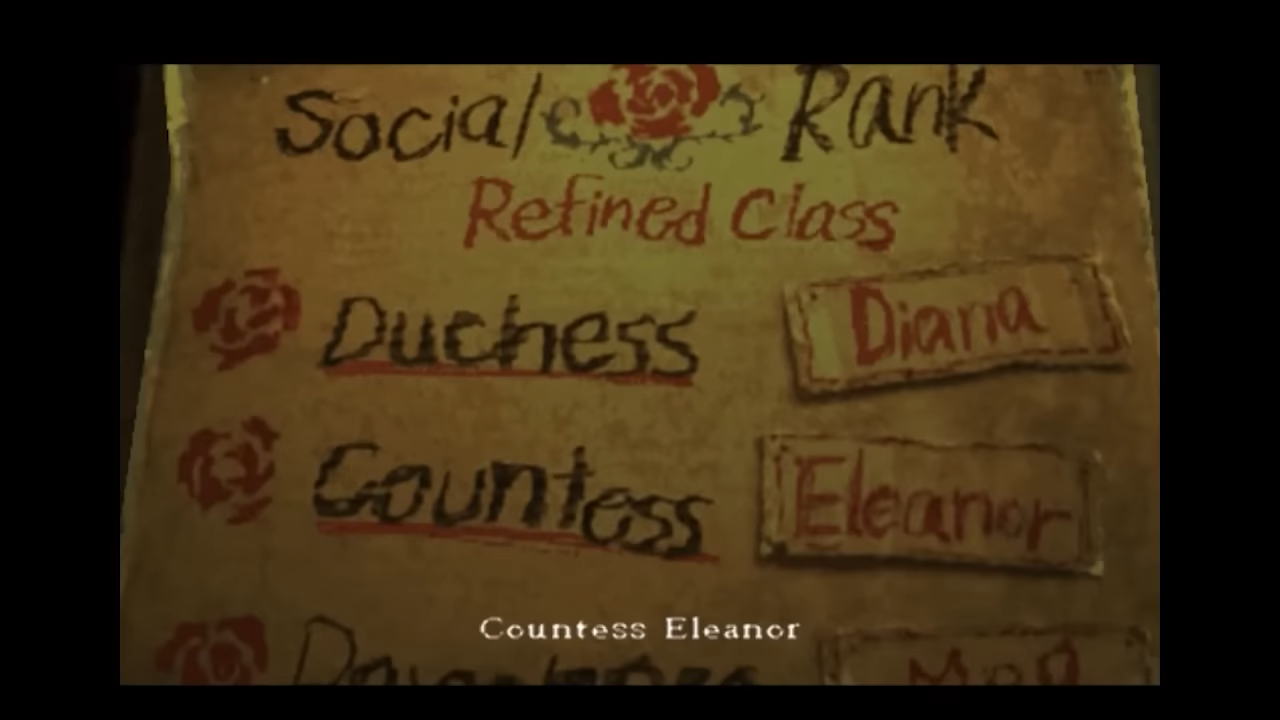 Social Rank
Refined Class
Duchess Diana
Countess Eleanor
Countess Eleanor